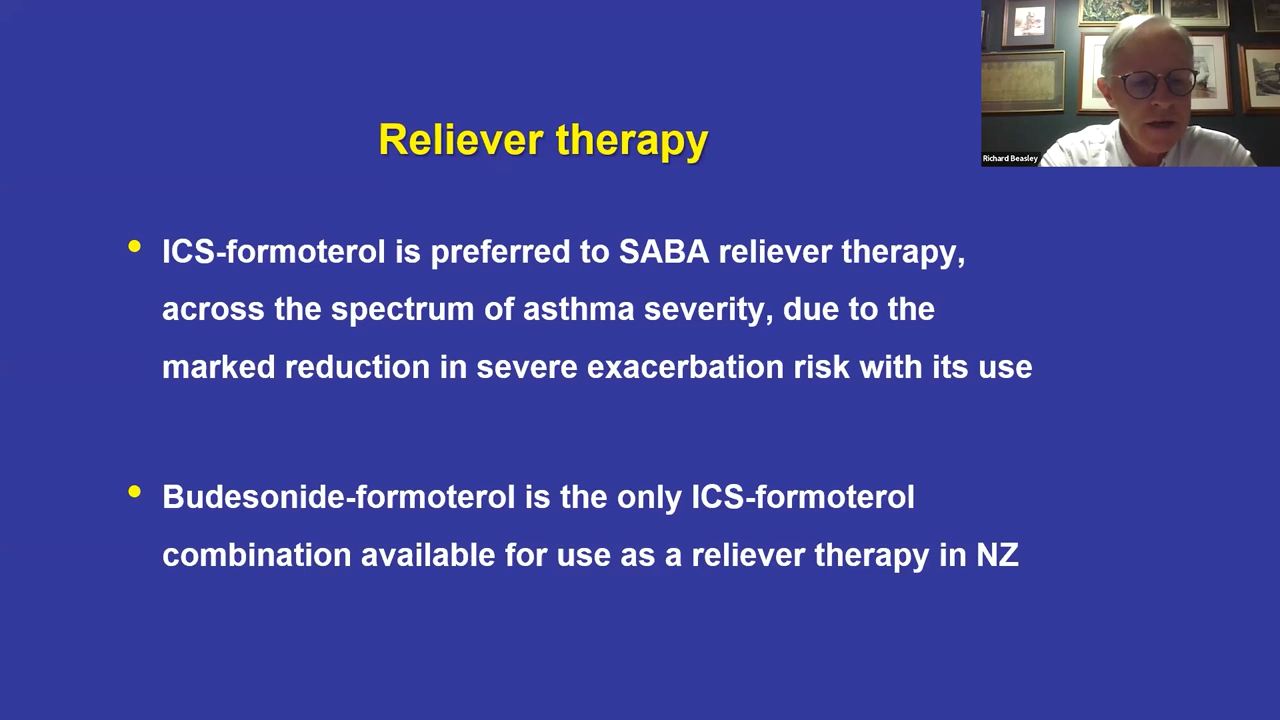 Reliever therapy
Richard Beasley
• ICS-formoterol is preferred to SABA reliever therapy,
across the spectrum of asthma severity, due to the
marked reduction in severe exacerbation risk with its use
• Budesonide-formoterol is the only ICS-formoterol
combination available for use as a reliever therapy in NZ